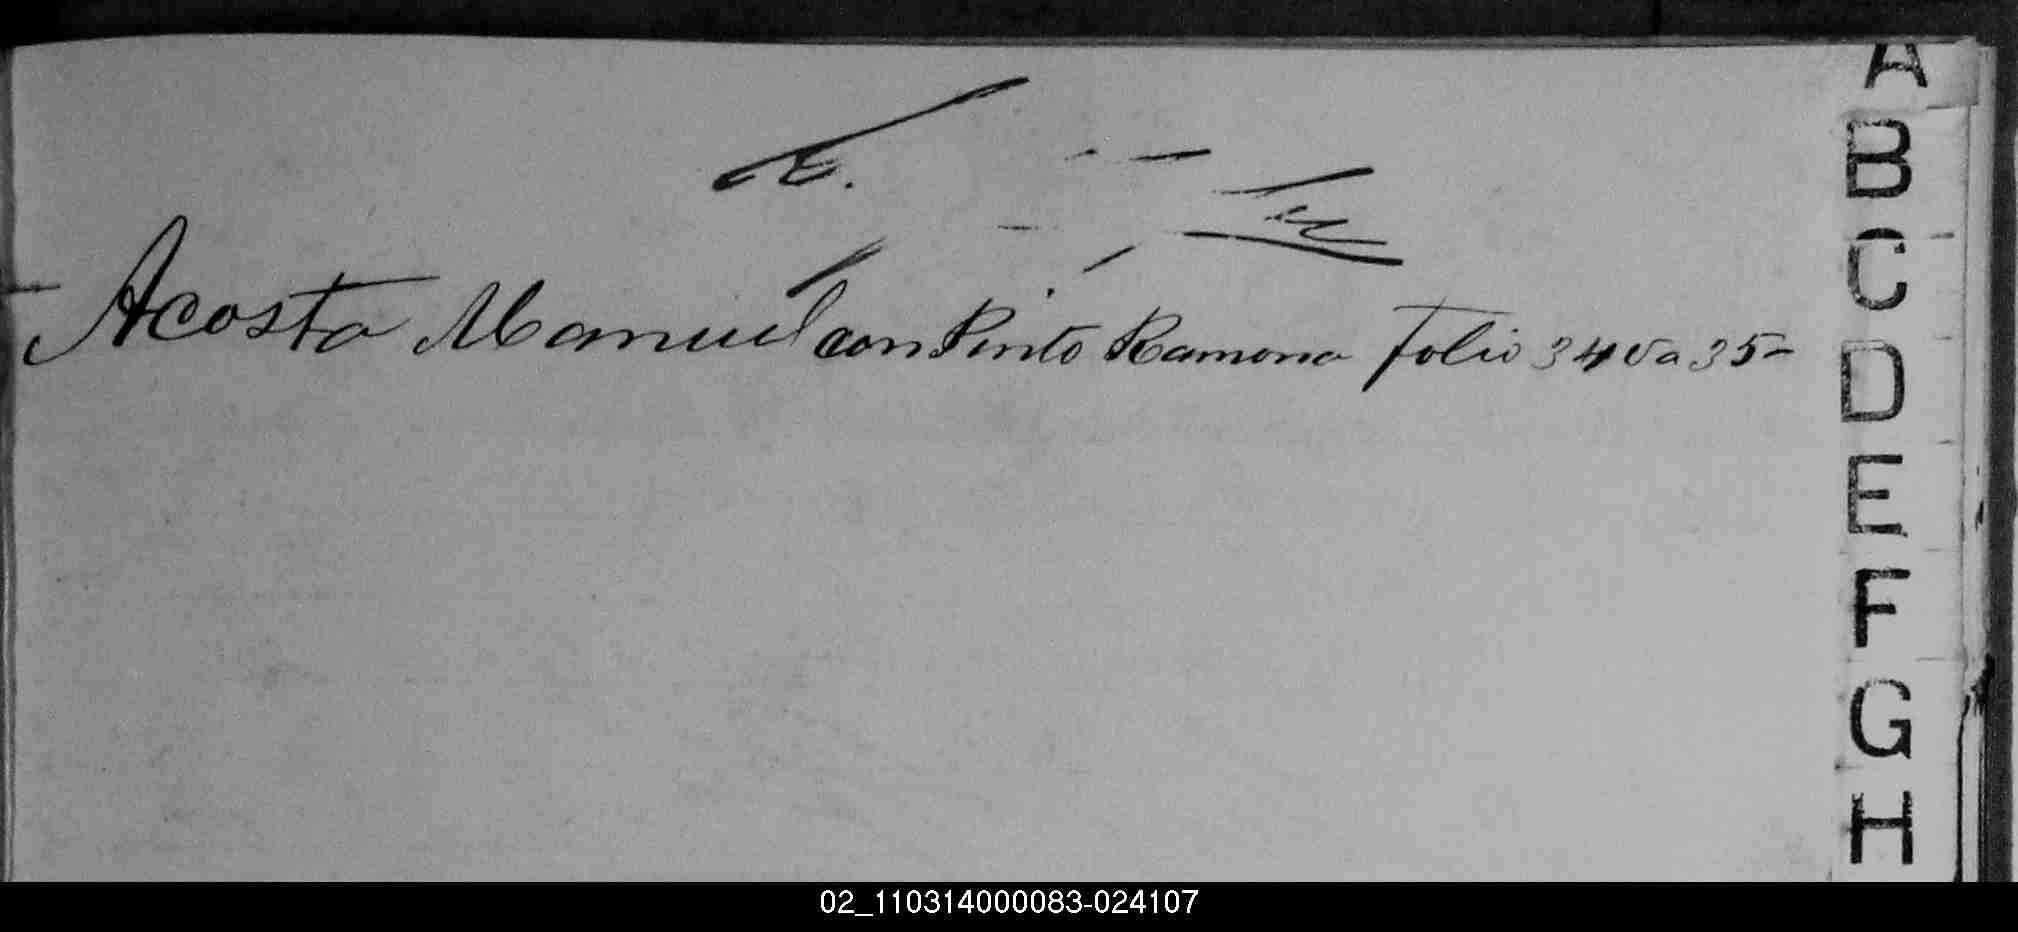 Acosta Manuel con Pinto Ramona Folio 34 va 35-
A
B
C
D
E
F
G
H
02_110314000083-024107